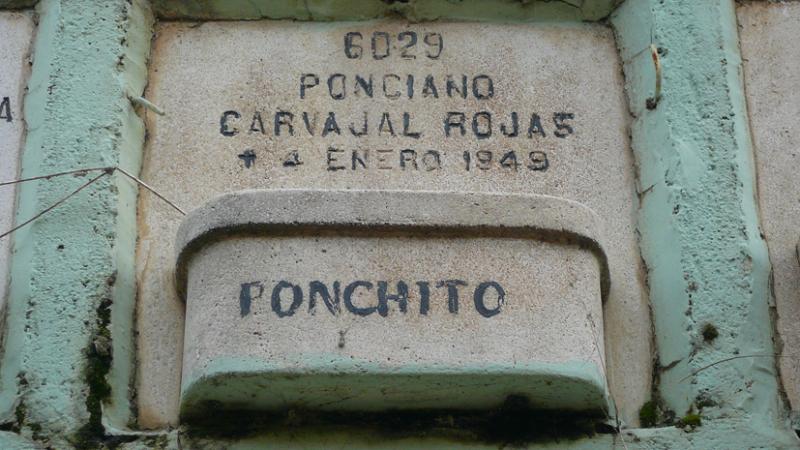 6029
PONCIANO
CARVAJAL ROJAS
✝ 4 ENERO 1949
PONCHITO
A